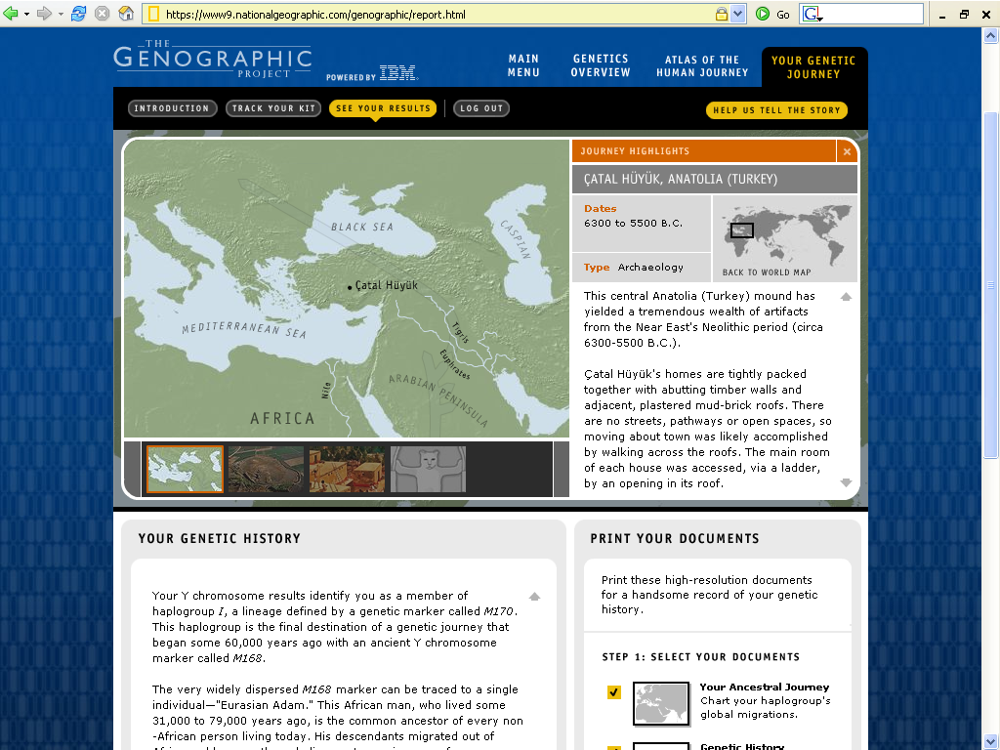 https://www9.nationalgeographic.com/genographic/report.html
Go
G
THE
GENOGRAPHIC
PROJECT
POWERED BY IBM
MAIN
MENU
GENETICS
OVERVIEW
ATLAS OF THE
HUMAN JOURNEY
YOUR GENETIC
JOURNEY
INTRODUCTION
TRACK YOUR KIT
SEE YOUR RESULTS
LOG OUT
HELP US TELL THE STORY
BLACK SEA
CASPIAN
Çatal Hüyük
MEDITERRANEAN SEA
Tigris
Euphrates
Nile
ARABIAN PENINSULA
AFRICA
JOURNEY HIGHLIGHTS
ÇATAL HÜYÜK, ANATOLIA (TURKEY)
Dates
6300 to 5500 B.C.
Type Archaeology
BACK TO WORLD MAP
This central Anatolia (Turkey) mound has
yielded a tremendous wealth of artifacts
from the Near East's Neolithic period (circa
6300-5500 B.C.).
Çatal Hüyük's homes are tightly packed
together with abutting timber walls and
adjacent, plastered mud-brick roofs. There
are no streets, pathways or open spaces, so
moving about town was likely accomplished
by walking across the roofs. The main room
of each house was accessed, via a ladder,
by an opening in its roof.
YOUR GENETIC HISTORY
Your Y chromosome results identify you as a member of
haplogroup I, a lineage defined by a genetic marker called M170.
This haplogroup is the final destination of a genetic journey that
began some 60,000 years ago with an ancient Y chromosome
marker called M168.
The very widely dispersed M168 marker can be traced to a single
individual—"Eurasian Adam." This African man, who lived some
31,000 to 79,000 years ago, is the common ancestor of every non
-African person living today. His descendants migrated out of
PRINT YOUR DOCUMENTS
Print these high-resolution documents
for a handsome record of your genetic
history.
STEP 1: SELECT YOUR DOCUMENTS
Your Ancestral Journey
Chart your haplogroup's
global migrations.
Genetic History